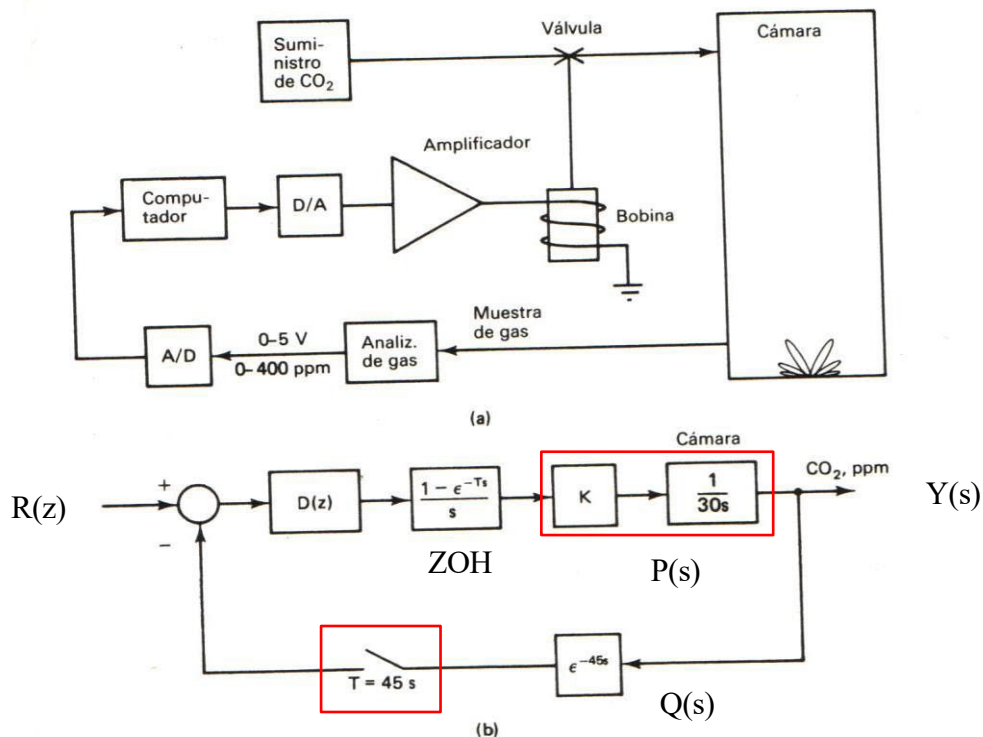 Sumi-
nistro
de CO₂
Válvula
Cámara
Amplificador
Compu-
tador
D/A
Bobina
A/D
0–5 V
0–400 ppm
Analiz.
de gas
Muestra
de gas
(a)
Cámara
R(z)
+
−
D(z)
1 − ϵ^{−Ts}
s
ZOH
K
1
30s
P(s)
CO₂, ppm
Y(s)
T = 45 s
ϵ^{−45s}
Q(s)
(b)